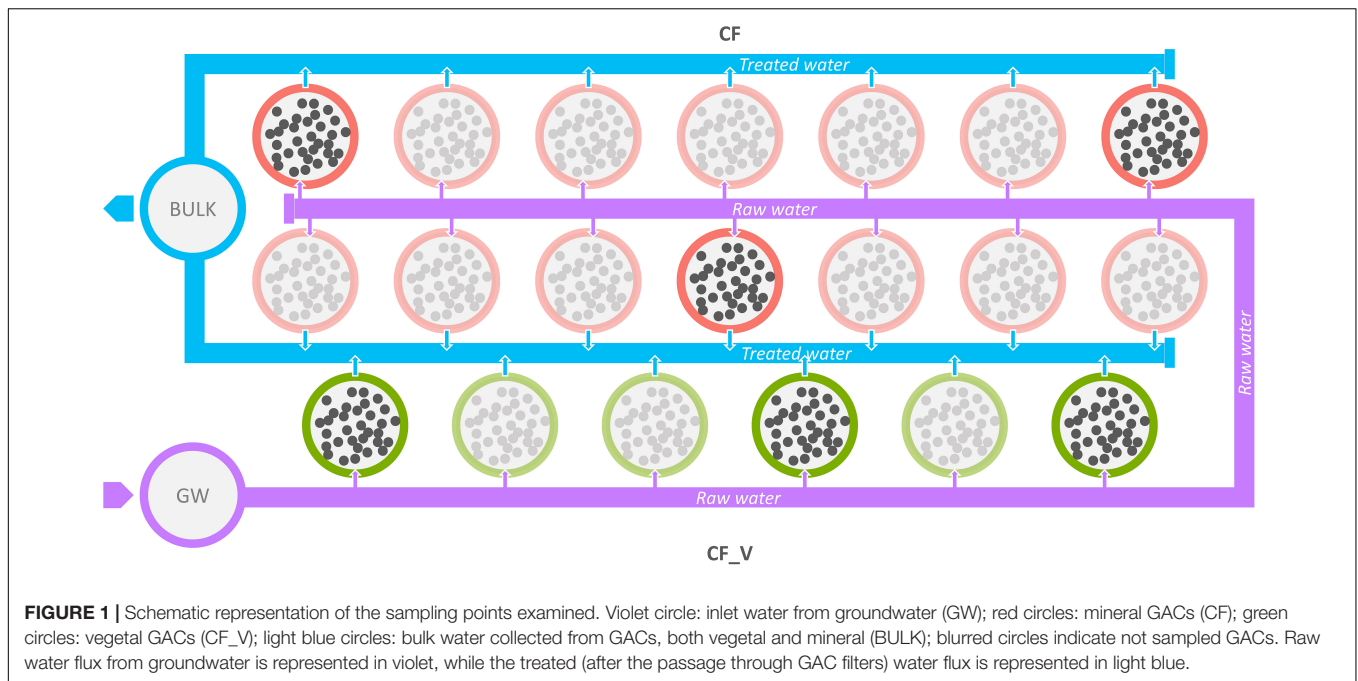 CF
Treated water
BULK
Raw water
Treated water
Raw water
GW
Raw water
CF_V
FIGURE 1 | Schematic representation of the sampling points examined. Violet circle: inlet water from groundwater (GW); red circles: mineral GACs (CF); green
circles: vegetal GACs (CF_V); light blue circles: bulk water collected from GACs, both vegetal and mineral (BULK); blurred circles indicate not sampled GACs. Raw
water flux from groundwater is represented in violet, while the treated (after the passage through GAC filters) water flux is represented in light blue.